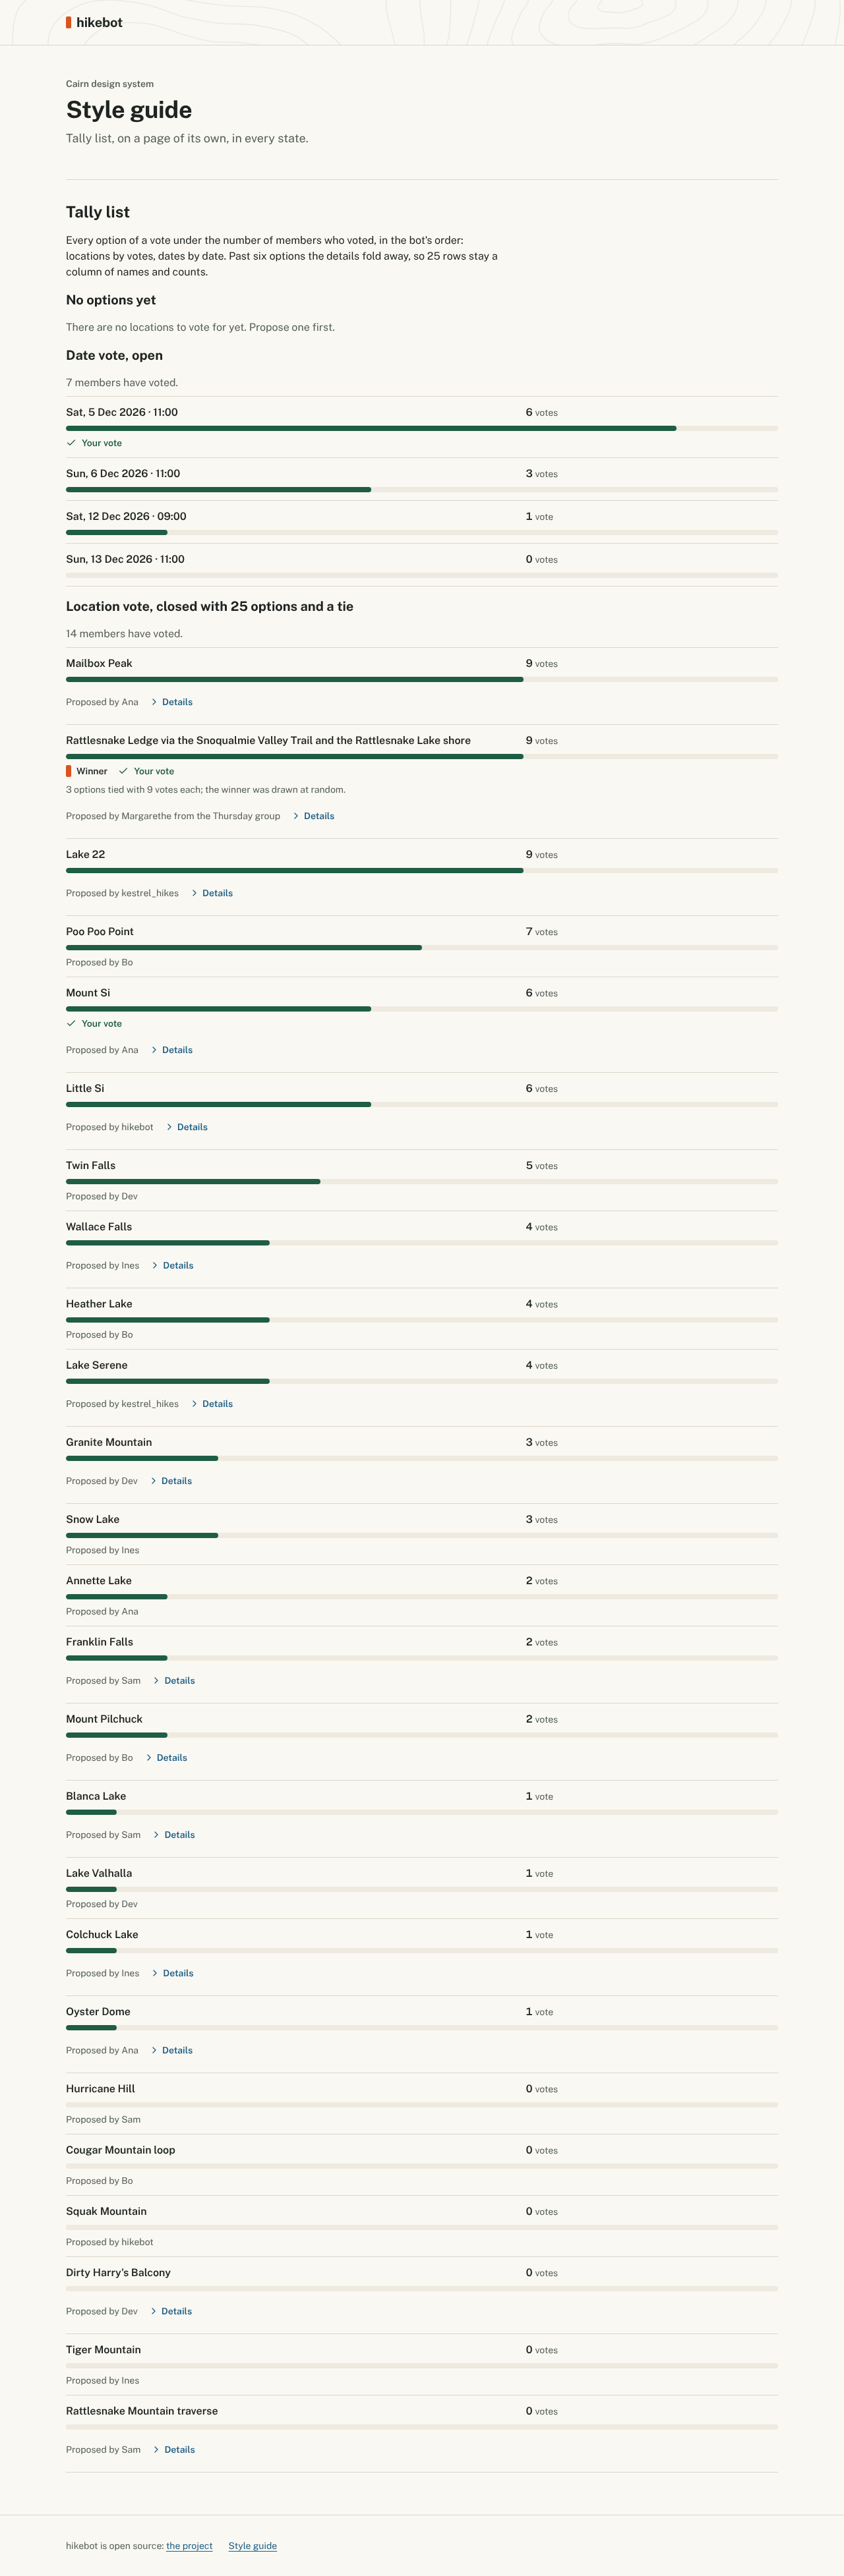 hikebot
Cairn design system
Style guide
Tally list, on a page of its own, in every state.
Tally list
Every option of a vote under the number of members who voted, in the bot's order:
locations by votes, dates by date. Past six options the details fold away, so 25 rows stay a
column of names and counts.
No options yet
There are no locations to vote for yet. Propose one first.
Date vote, open
7 members have voted.
Sat, 5 Dec 2026 · 11:00 6 votes
Your vote
Sun, 6 Dec 2026 · 11:00 3 votes
Sat, 12 Dec 2026 · 09:00 1 vote
Sun, 13 Dec 2026 · 11:00 0 votes
Location vote, closed with 25 options and a tie
14 members have voted.
Mailbox Peak 9 votes
Proposed by Ana Details
Rattlesnake Ledge via the Snoqualmie Valley Trail and the Rattlesnake Lake shore 9 votes
Winner Your vote
3 options tied with 9 votes each; the winner was drawn at random.
Proposed by Margarethe from the Thursday group Details
Lake 22 9 votes
Proposed by kestrel_hikes Details
Poo Poo Point 7 votes
Proposed by Bo
Mount Si 6 votes
Your vote
Proposed by Ana Details
Little Si 6 votes
Proposed by hikebot Details
Twin Falls 5 votes
Proposed by Dev
Wallace Falls 4 votes
Proposed by Ines Details
Heather Lake 4 votes
Proposed by Bo
Lake Serene 4 votes
Proposed by kestrel_hikes Details
Granite Mountain 3 votes
Proposed by Dev Details
Snow Lake 3 votes
Proposed by Ines
Annette Lake 2 votes
Proposed by Ana
Franklin Falls 2 votes
Proposed by Sam Details
Mount Pilchuck 2 votes
Proposed by Bo Details
Blanca Lake 1 vote
Proposed by Sam Details
Lake Valhalla 1 vote
Proposed by Dev
Colchuck Lake 1 vote
Proposed by Ines Details
Oyster Dome 1 vote
Proposed by Ana Details
Hurricane Hill 0 votes
Proposed by Sam
Cougar Mountain loop 0 votes
Proposed by Bo
Squak Mountain 0 votes
Proposed by hikebot
Dirty Harry's Balcony 0 votes
Proposed by Dev Details
Tiger Mountain 0 votes
Proposed by Ines
Rattlesnake Mountain traverse 0 votes
Proposed by Sam Details
hikebot is open source: the project Style guide